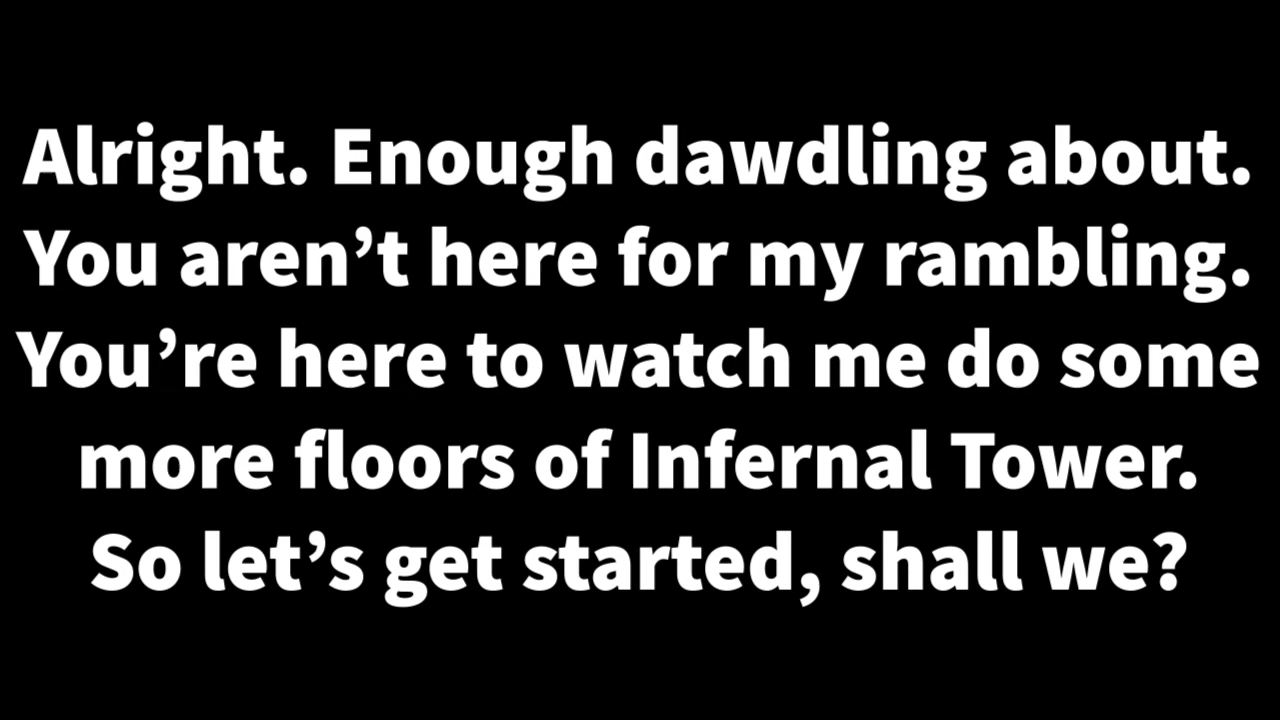 Alright. Enough dawdling about.
You aren’t here for my rambling.
You’re here to watch me do some
more floors of Infernal Tower.
So let’s get started, shall we?